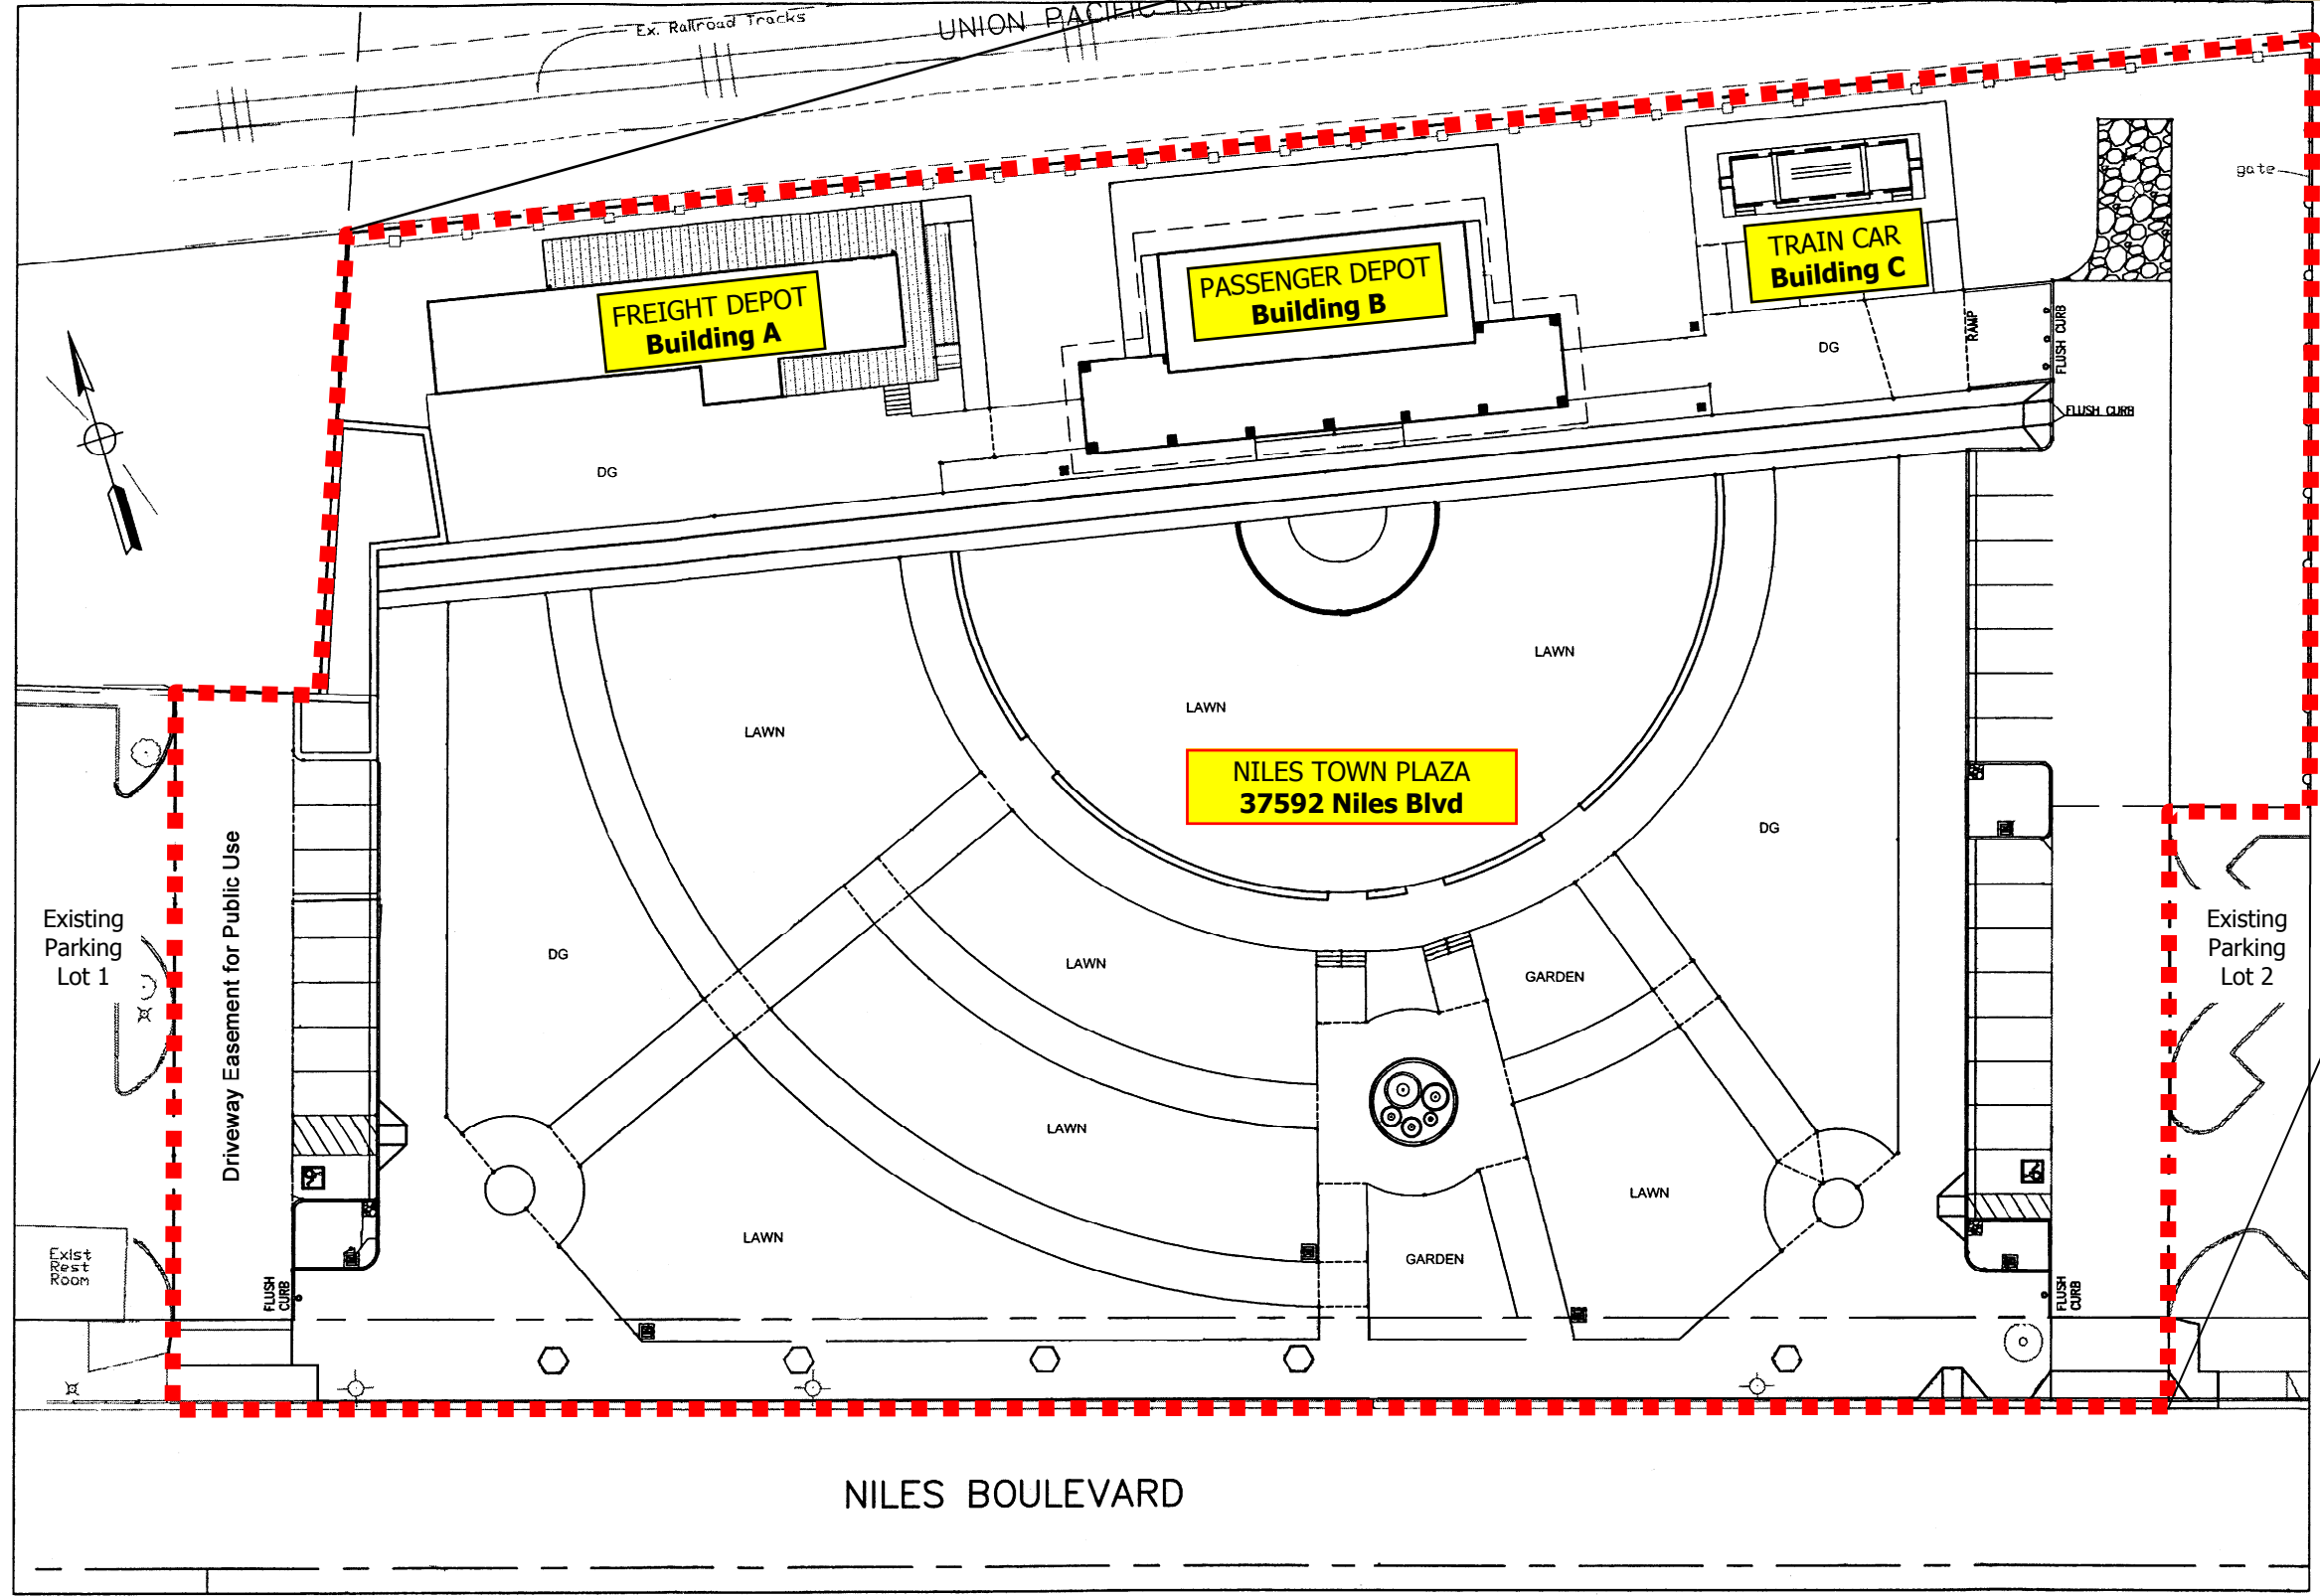 Ex. Railroad Tracks
UNION PACIFIC
gate
TRAIN CAR
Building C
PASSENGER DEPOT
Building B
FREIGHT DEPOT
Building A
RAMP
FLUSH CURB
DG
FLUSH CURB
DG
LAWN
LAWN
LAWN
NILES TOWN PLAZA
37592 Niles Blvd
DG
Driveway Easement for Public Use
Existing
Parking
Lot 1
Existing
Parking
Lot 2
DG
LAWN
GARDEN
LAWN
LAWN
LAWN
GARDEN
Exist
Rest
Room
FLUSH
CURB
FLUSH
CURB
NILES BOULEVARD